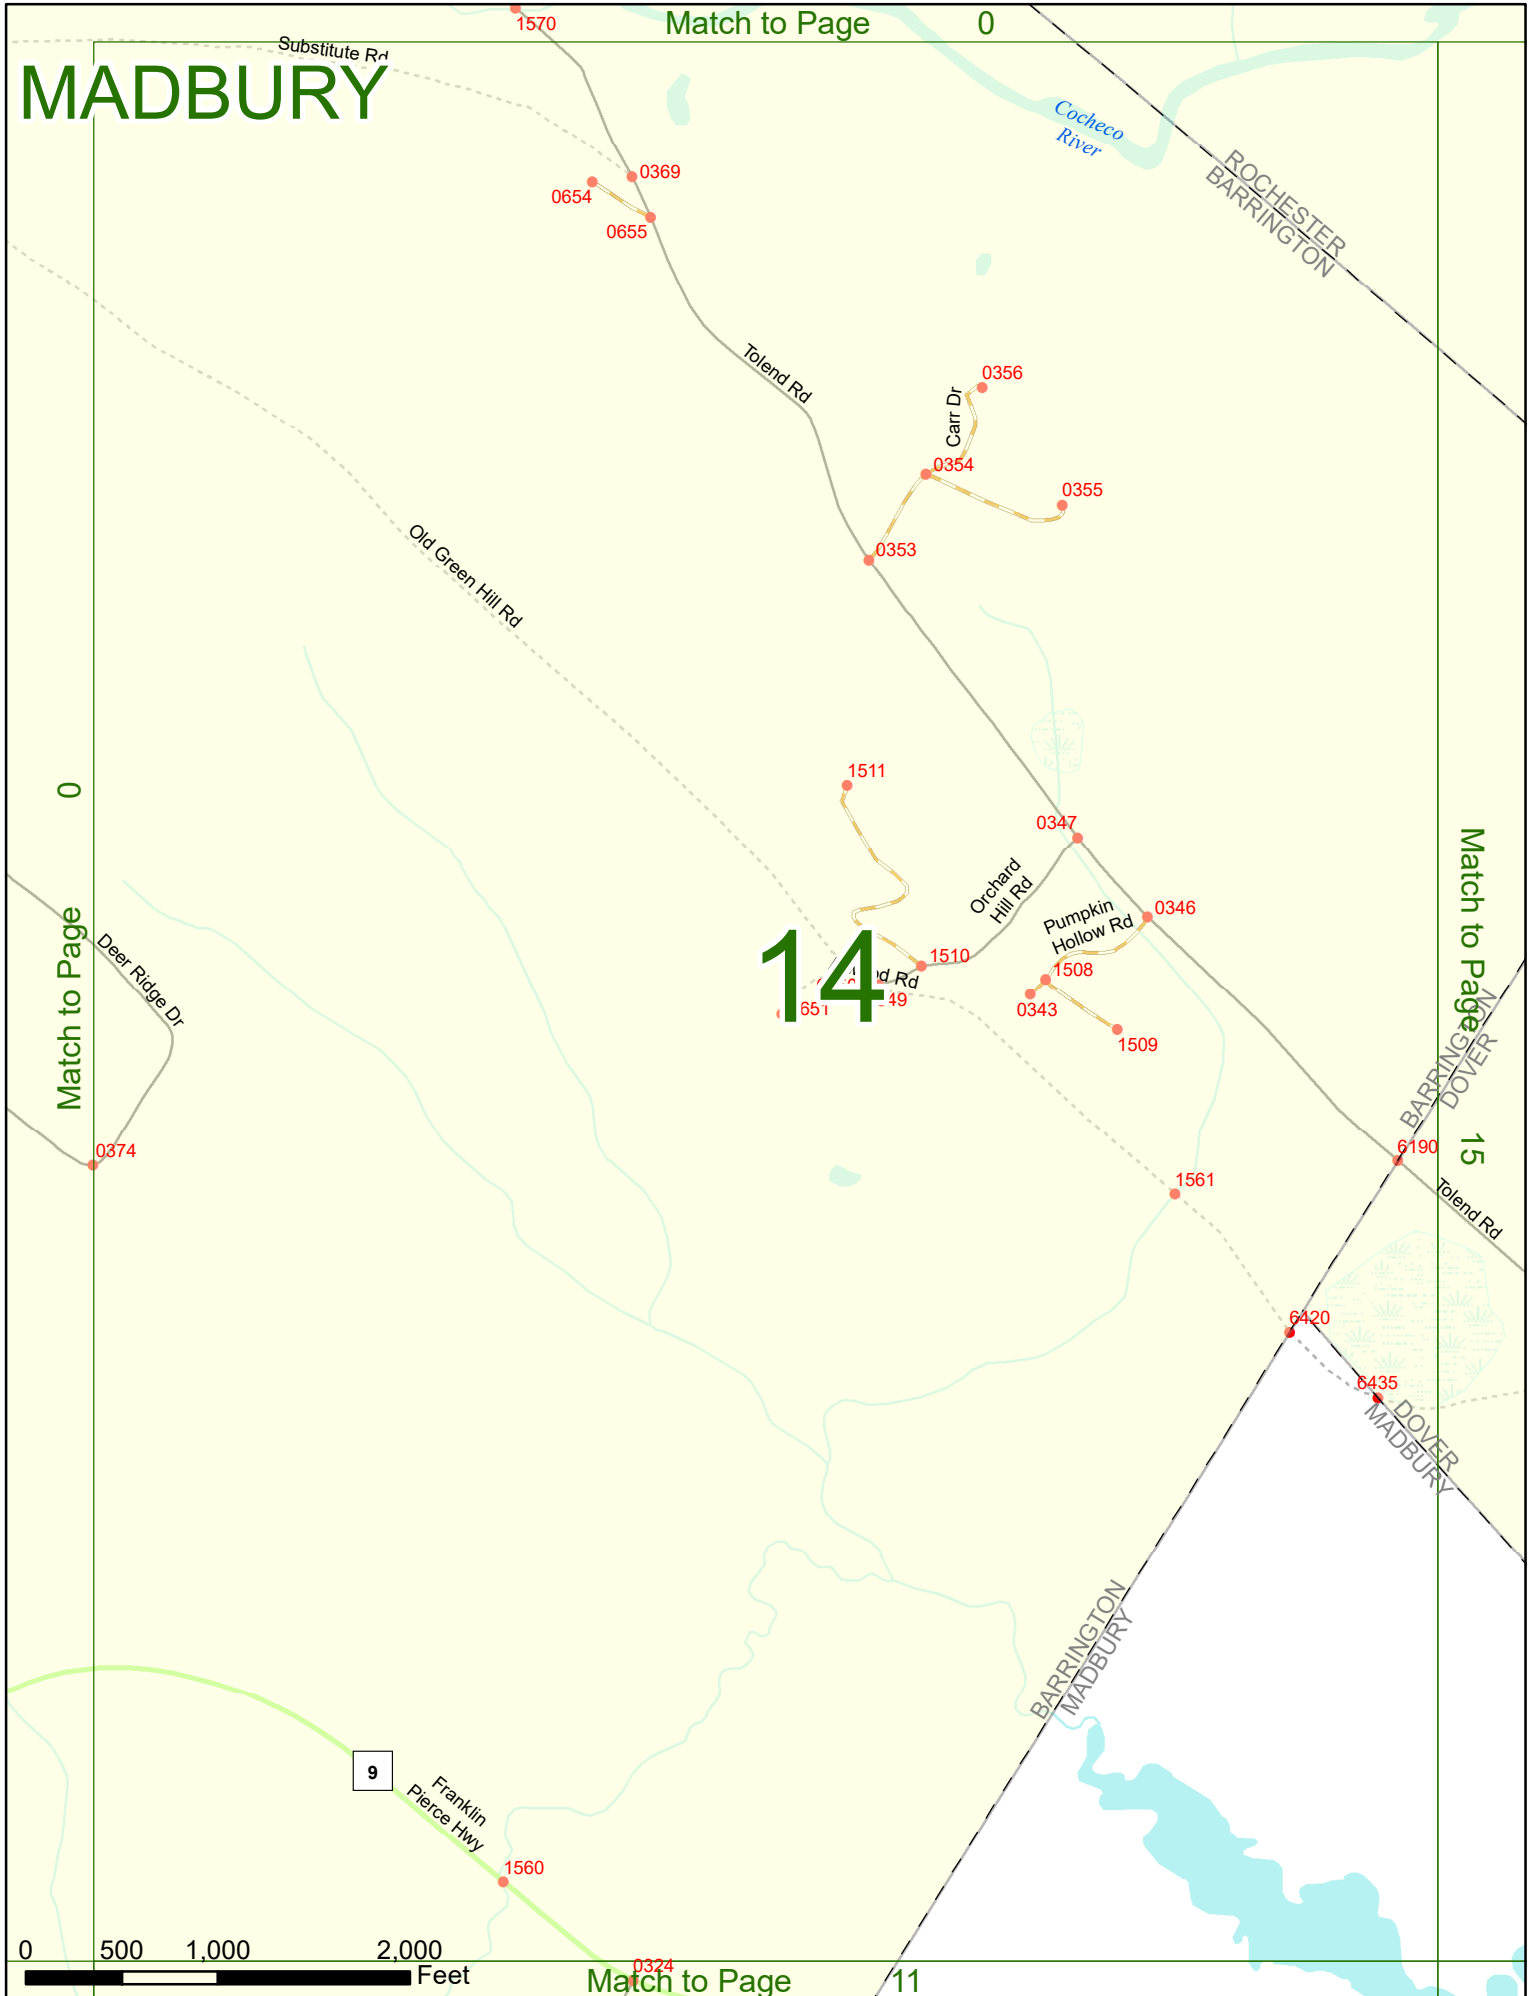 Match to Page 0
1570
Substitute Rd
MADBURY
Cocheco
River
ROCHESTER
BARRINGTON
0369
0654
0655
Tolend Rd
0356
Carr Dr
0354
0355
0353
Old Green Hill Rd
1511
0347
Orchard
Hill Rd
Pumpkin
Hollow Rd
0346
Match to Page 0
Match to Page 15
Deer Ridge Dr
14
1510
Rd
1508
0343
1509
BARRINGTON
DOVER
0374
6190
Tolend Rd
1561
6420
6435
DOVER
MADBURY
BARRINGTON
MADBURY
9
Franklin
Pierce Hwy
1560
0 500 1,000 2,000
Feet
0324
Match to Page 11